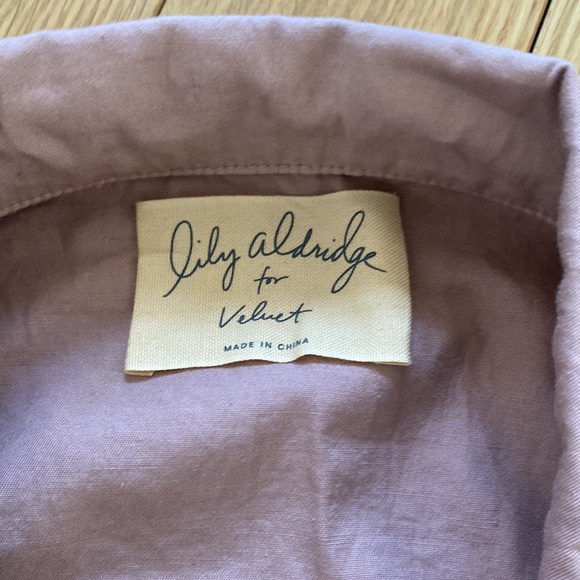 lily aldridge
for
Velvet
MADE IN CHINA